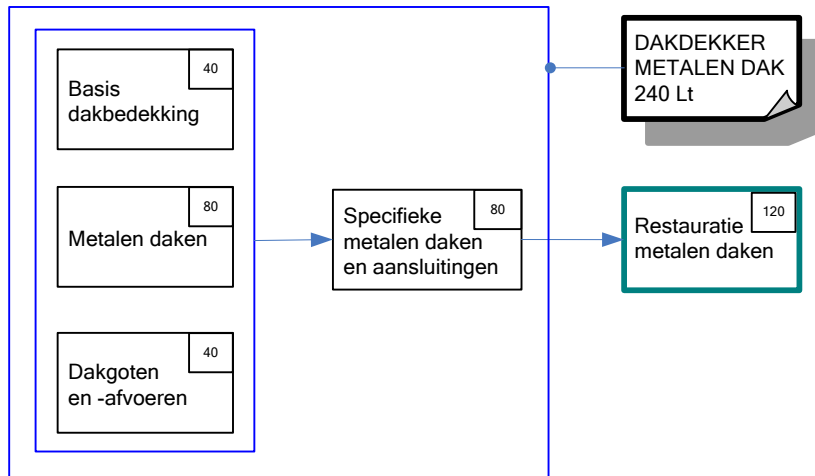 40
Basis
dakbedekking
80
Metalen daken
40
Dakgoten
en -afvoeren
80
Specifieke
metalen daken
en aansluitingen
DAKDEKKER
METALEN DAK
240 Lt
120
Restauratie
metalen daken